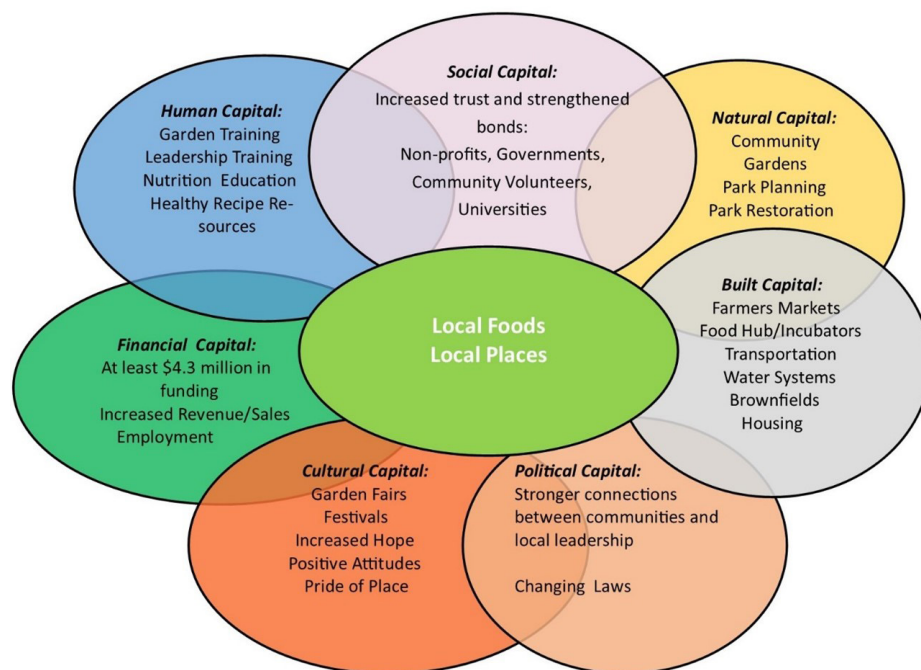 Social Capital:
Increased trust and strengthened
bonds:
Non-profits, Governments,
Community Volunteers,
Universities
Human Capital:
Garden Training
Leadership Training
Nutrition Education
Healthy Recipe Re-
sources
Natural Capital:
Community
Gardens
Park Planning
Park Restoration
Built Capital:
Farmers Markets
Food Hub/Incubators
Transportation
Water Systems
Brownfields
Housing
Local Foods
Local Places
Financial Capital:
At least $4.3 million in
funding
Increased Revenue/Sales
Employment
Cultural Capital:
Garden Fairs
Festivals
Increased Hope
Positive Attitudes
Pride of Place
Political Capital:
Stronger connections
between communities and
local leadership
Changing Laws